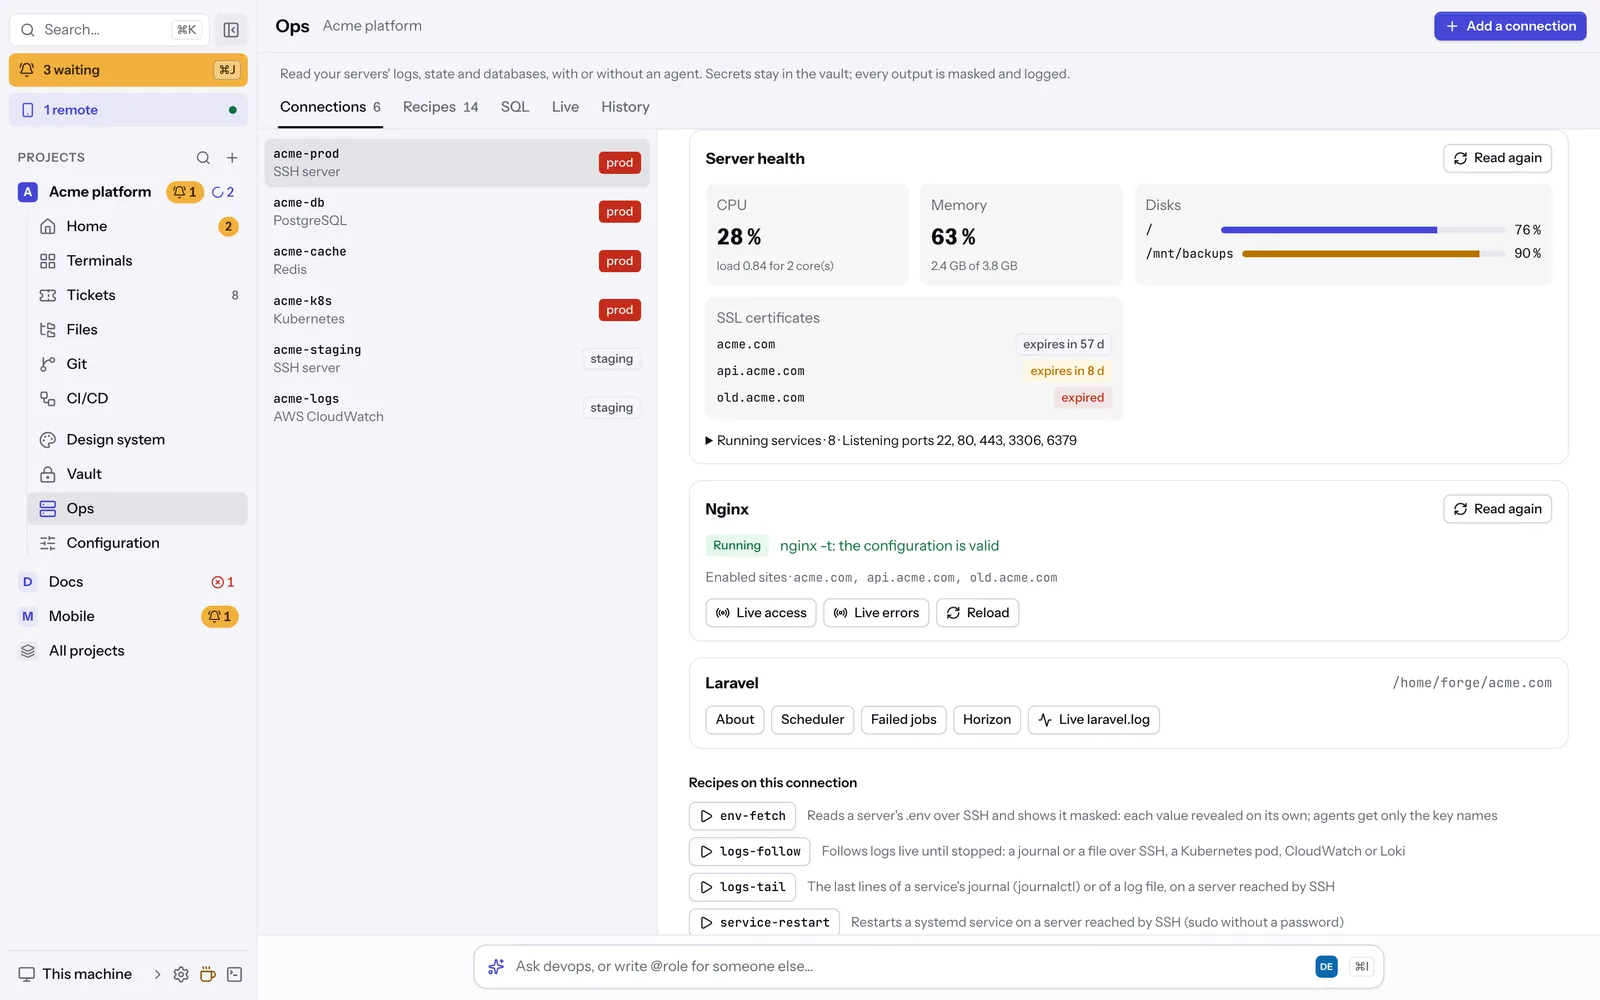 Search... ⌘K
3 waiting ⌘J
1 remote
PROJECTS
A Acme platform 1 2
Home 2
Terminals
Tickets 8
Files
Git
CI/CD
Design system
Vault
Ops
Configuration
D Docs 1
M Mobile 1
All projects
This machine
Ops Acme platform
Add a connection
Read your servers' logs, state and databases, with or without an agent. Secrets stay in the vault; every output is masked and logged.
Connections 6 Recipes 14 SQL Live History
acme-prod
SSH server
prod
acme-db
PostgreSQL
prod
acme-cache
Redis
prod
acme-k8s
Kubernetes
prod
acme-staging
SSH server
staging
acme-logs
AWS CloudWatch
staging
Server health
Read again
CPU
28 %
load 0.84 for 2 core(s)
Memory
63 %
2.4 GB of 3.8 GB
Disks
/ 76 %
/mnt/backups 90 %
SSL certificates
acme.com expires in 57 d
api.acme.com expires in 8 d
old.acme.com expired
Running services · 8 · Listening ports 22, 80, 443, 3306, 6379
Nginx
Read again
Running nginx -t: the configuration is valid
Enabled sites · acme.com, api.acme.com, old.acme.com
Live access Live errors Reload
Laravel
/home/forge/acme.com
About Scheduler Failed jobs Horizon Live laravel.log
Recipes on this connection
env-fetch Reads a server's .env over SSH and shows it masked: each value revealed on its own; agents get only the key names
logs-follow Follows logs live until stopped: a journal or a file over SSH, a Kubernetes pod, CloudWatch or Loki
logs-tail The last lines of a service's journal (journalctl) or of a log file, on a server reached by SSH
service-restart Restarts a systemd service on a server reached by SSH (sudo without a password)
Ask devops, or write @role for someone else... DE ⌘I